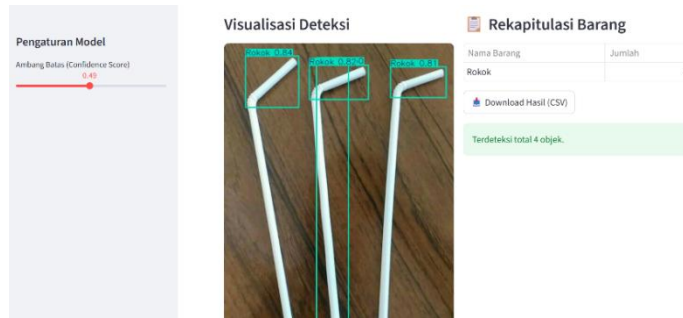 Pengaturan Model
Ambang Batas (Confidence Score)
0.49
Visualisasi Deteksi
Rokok 0.84
Rokok 0.82
Rokok 0.81
Rekapitulasi Barang
Nama Barang Jumlah
Rokok
Download Hasil (CSV)
Terdeteksi total 4 objek.